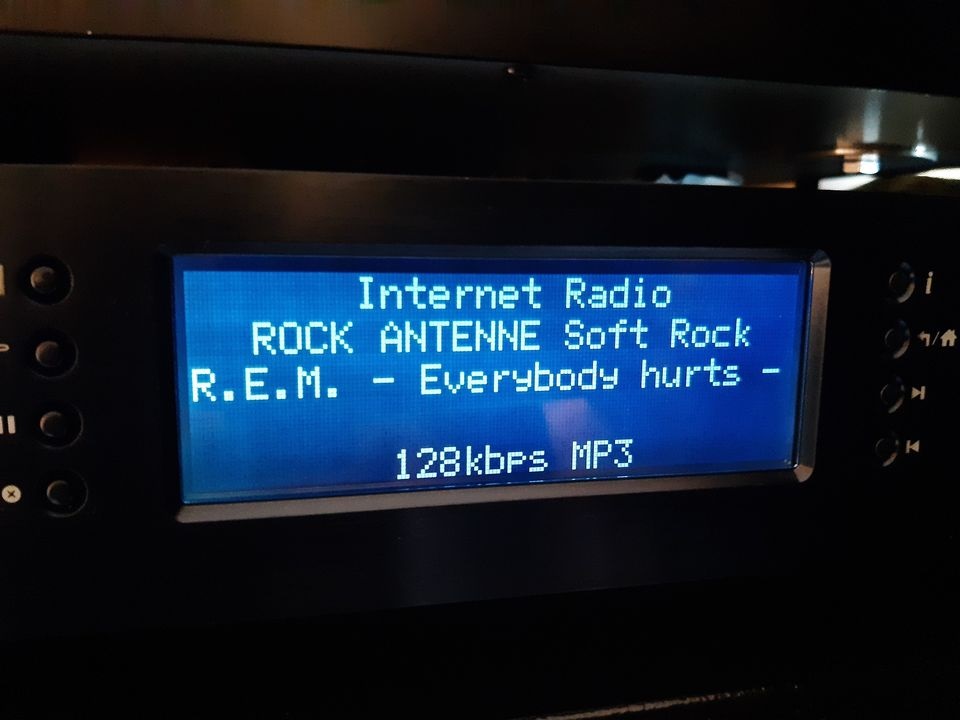 Internet Radio
ROCK ANTENNE Soft Rock
R.E.M. - Everybody hurts -
128kbps MP3
i